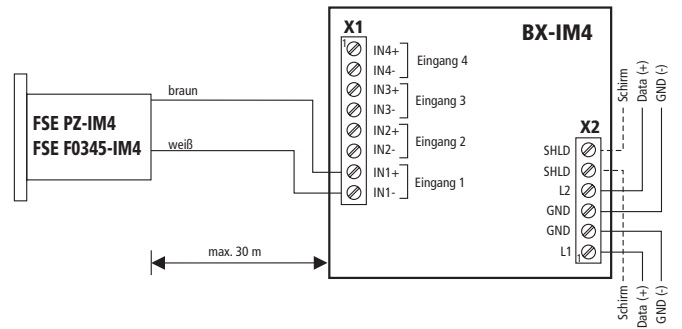 BX-IM4
X1
1
IN4+
IN4-
Eingang 4
IN3+
IN3-
Eingang 3
IN2+
IN2-
Eingang 2
IN1+
IN1-
Eingang 1
braun
weiß
FSE PZ-IM4
FSE F0345-IM4
max. 30 m
X2
SHLD
SHLD
L2
GND
GND
L1
1
Schirm
Data (+)
GND (-)
Schirm
Data (+)
GND (-)